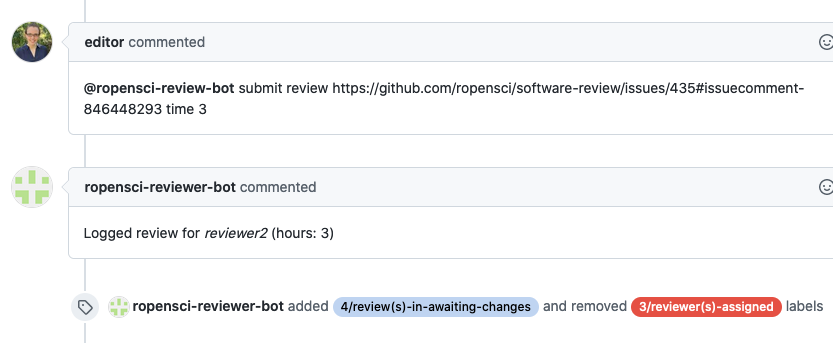 editor commented
@ropensci-review-bot submit review https://github.com/ropensci/software-review/issues/435#issuecomment-
846448293 time 3
ropensci-reviewer-bot commented
Logged review for reviewer2 (hours: 3)
ropensci-reviewer-bot added 4/review(s)-in-awaiting-changes and removed 3/reviewer(s)-assigned labels